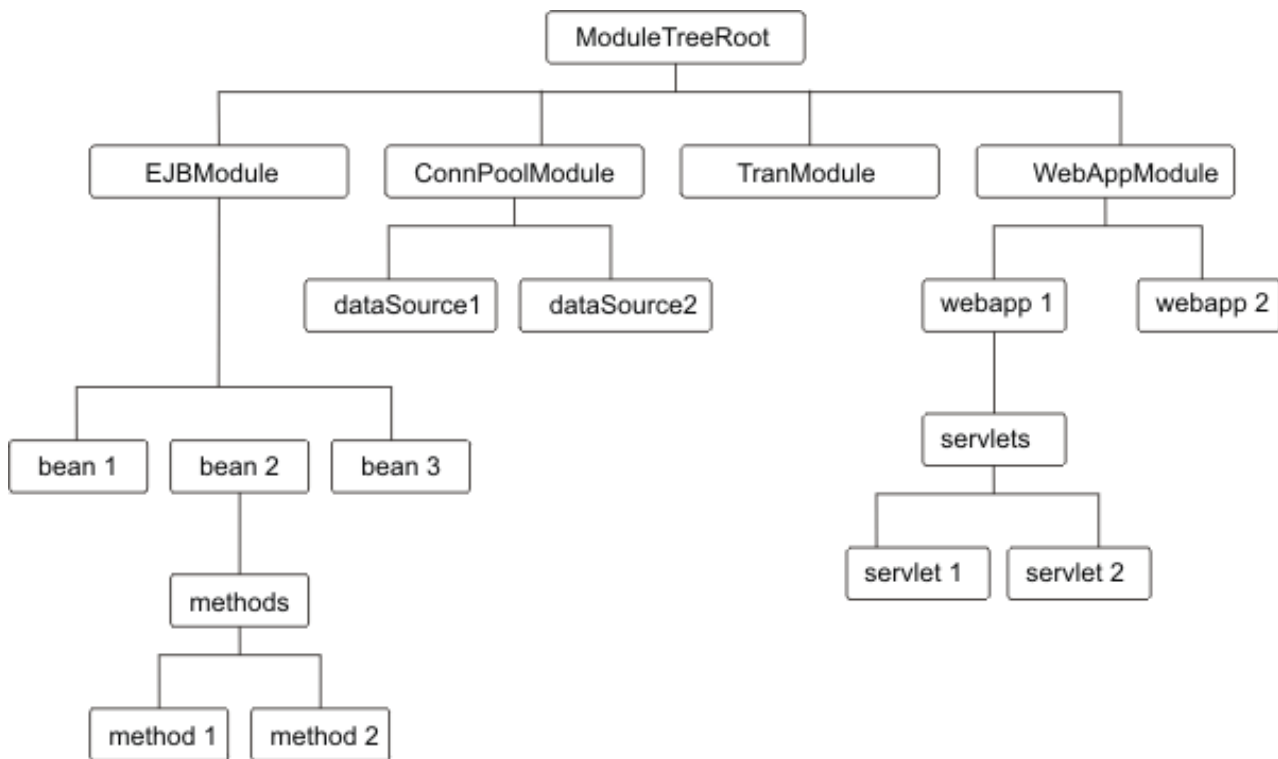 ModuleTreeRoot
EJBModule
ConnPoolModule
TranModule
WebAppModule
dataSource1
dataSource2
webapp 1
webapp 2
bean 1
bean 2
bean 3
servlets
servlet 1
servlet 2
methods
method 1
method 2